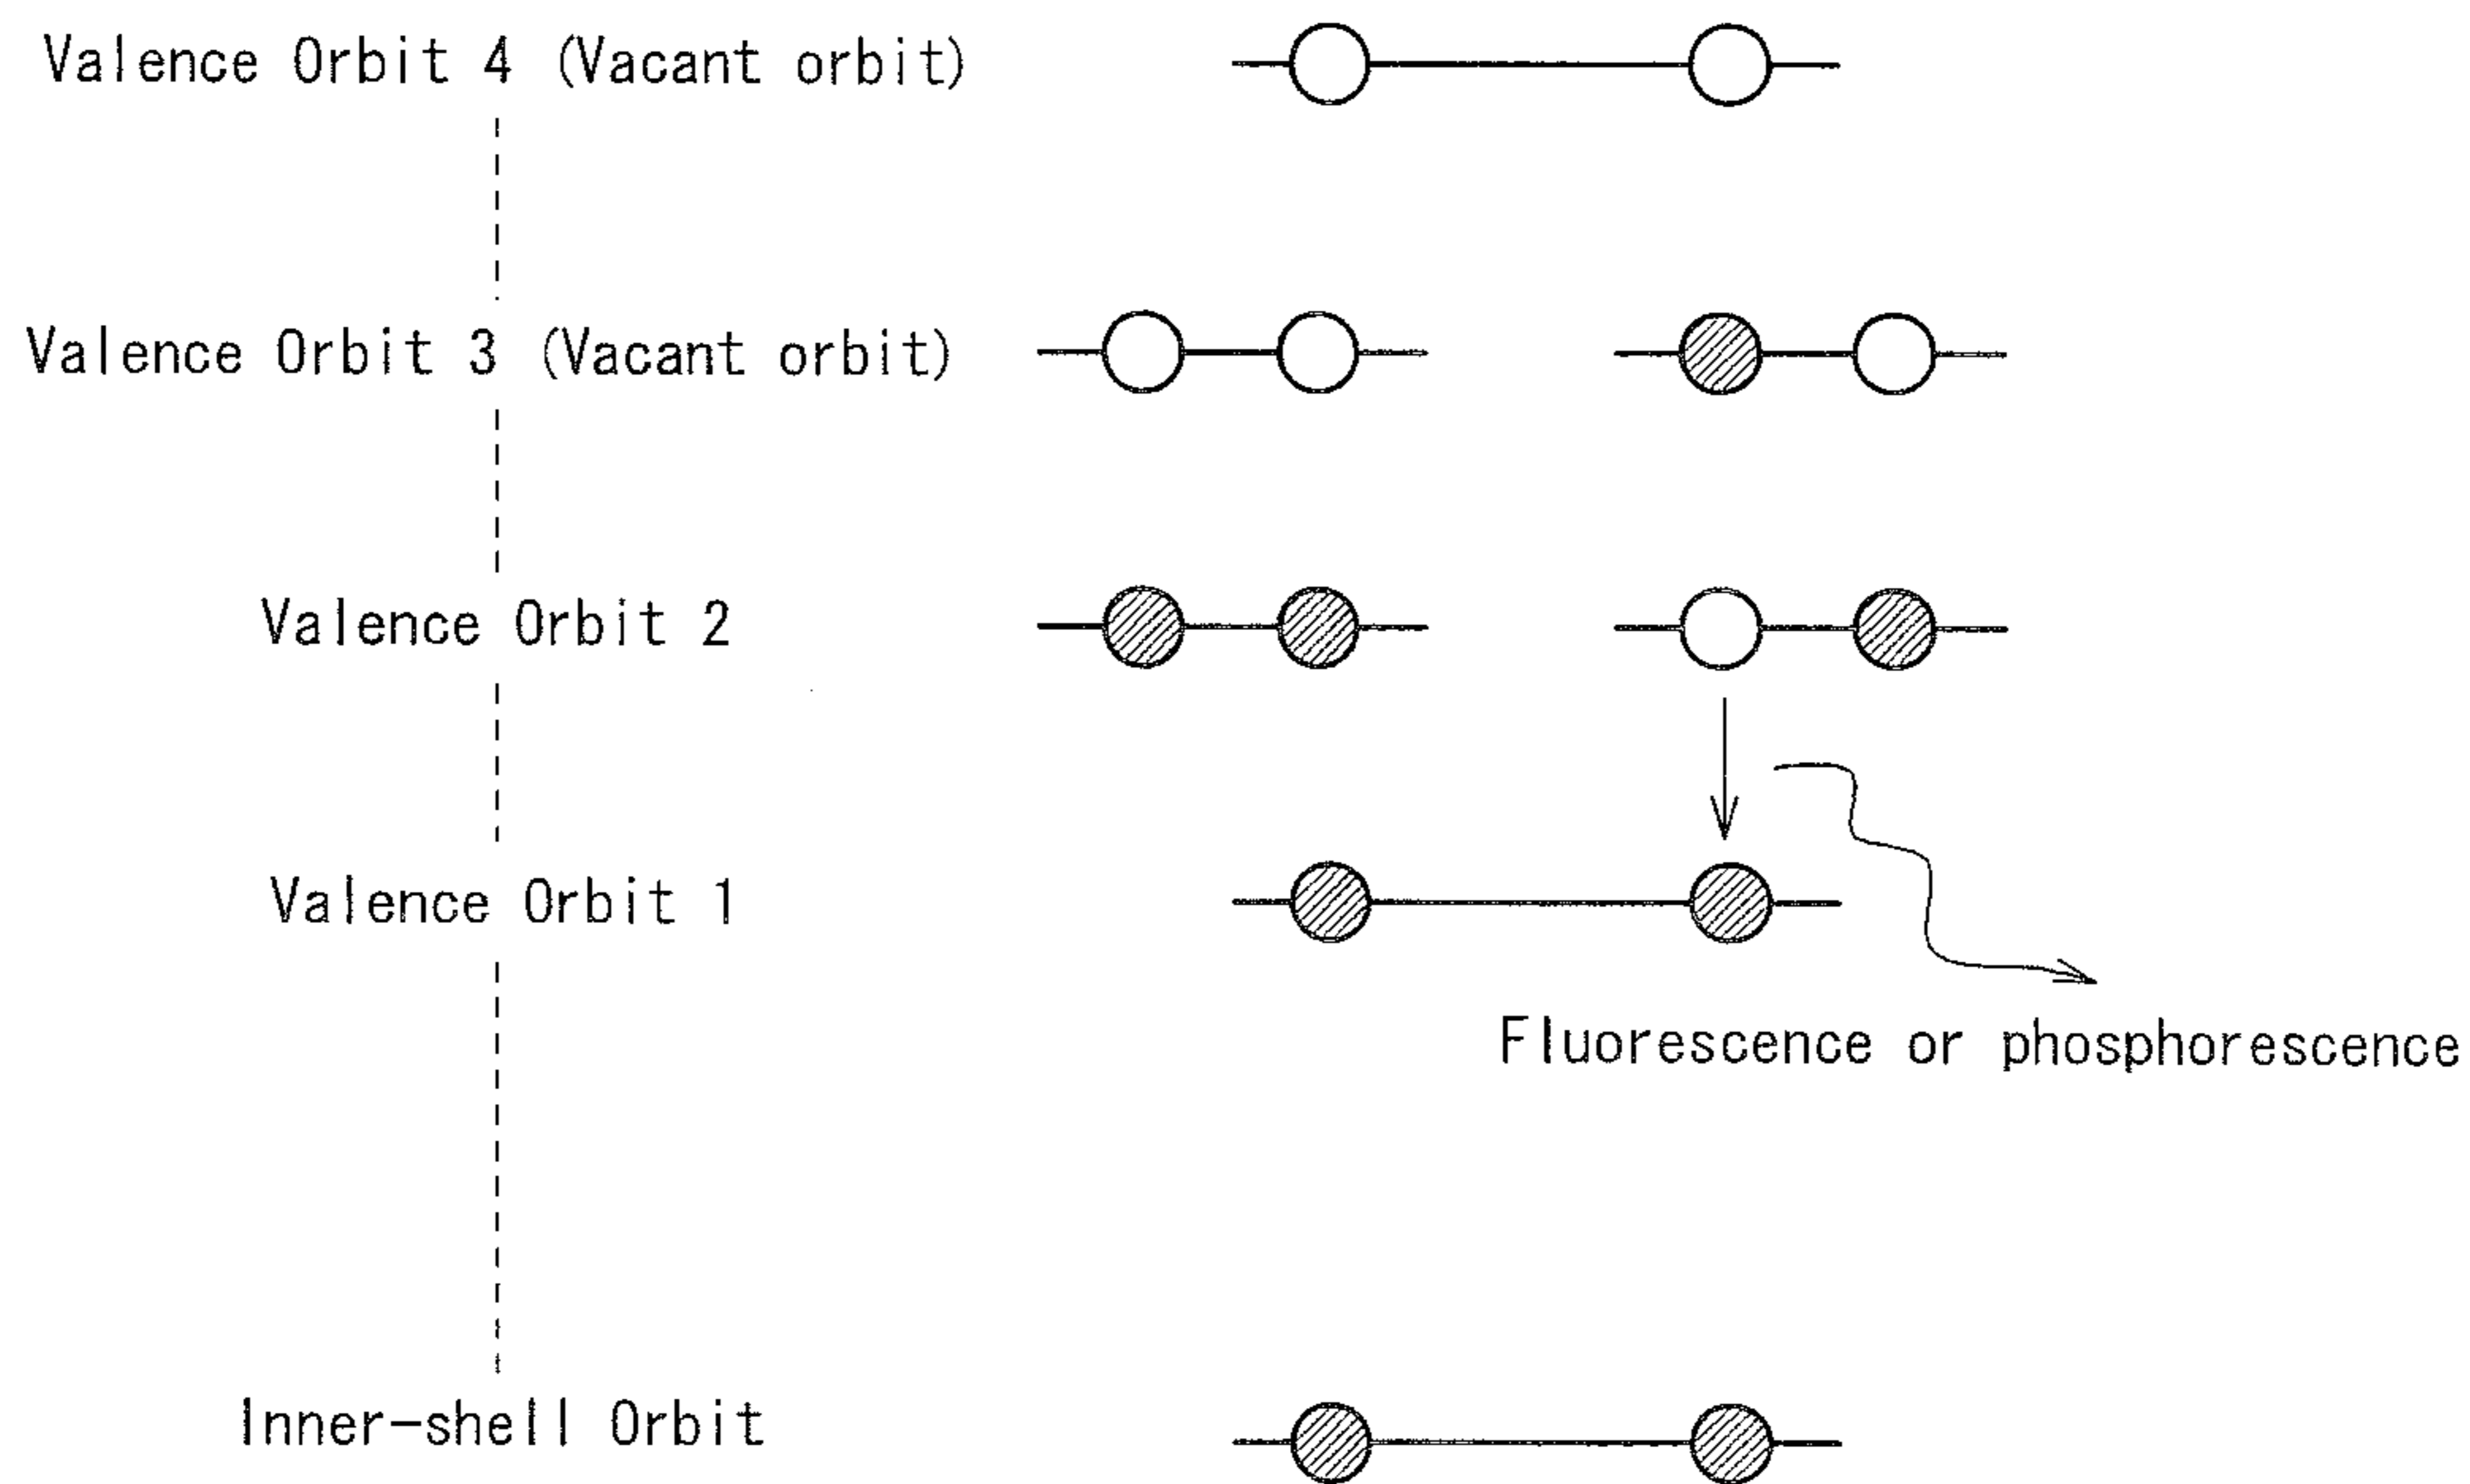 Valence Orbit 4 (Vacant orbit)
Valence Orbit 3 (Vacant orbit)
Valence Orbit 2
Valence Orbit 1
Fluorescence or phosphorescence
Inner-shell Orbit